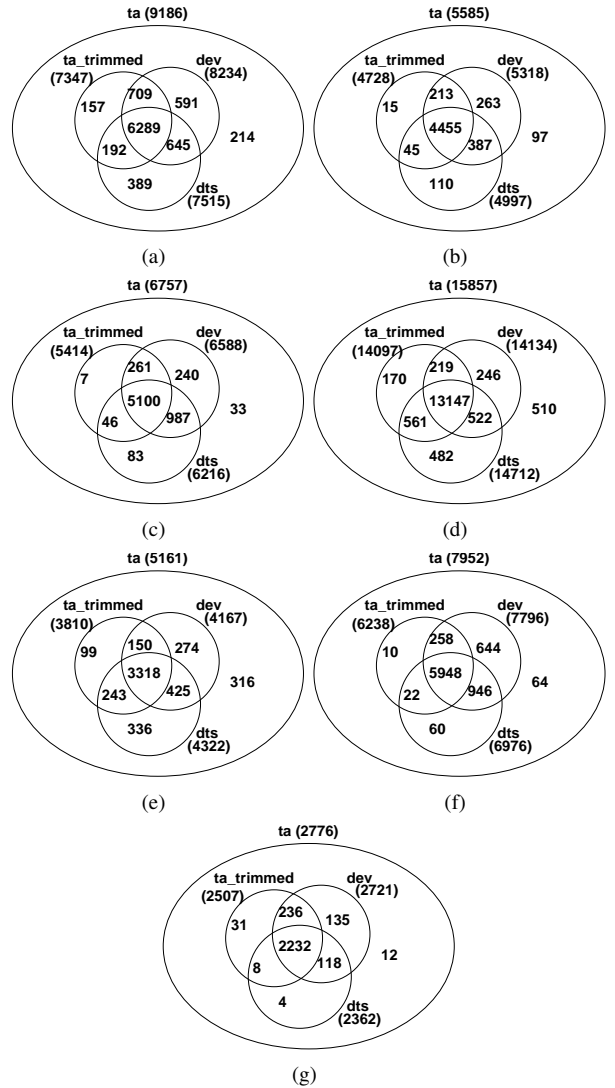 ta (9186)
ta_trimmed
(7347)
dev
(8234)
709
157
591
6289
214
192
645
389
dts
(7515)
(a)
ta (5585)
ta_trimmed
(4728)
dev
(5318)
213
15
263
4455
97
45
387
110
dts
(4997)
(b)
ta (6757)
ta_trimmed
(5414)
dev
(6588)
261
7
240
5100
33
46
987
83
dts
(6216)
(c)
ta (15857)
ta_trimmed
(14097)
dev
(14134)
219
170
246
13147
510
561
522
482
dts
(14712)
(d)
ta (5161)
ta_trimmed
(3810)
dev
(4167)
150
99
274
3318
316
243
425
336
dts
(4322)
(e)
ta (7952)
ta_trimmed
(6238)
dev
(7796)
258
10
644
5948
64
22
946
60
dts
(6976)
(f)
ta (2776)
ta_trimmed
(2507)
dev
(2721)
236
31
135
2232
12
8
118
4
dts
(2362)
(g)